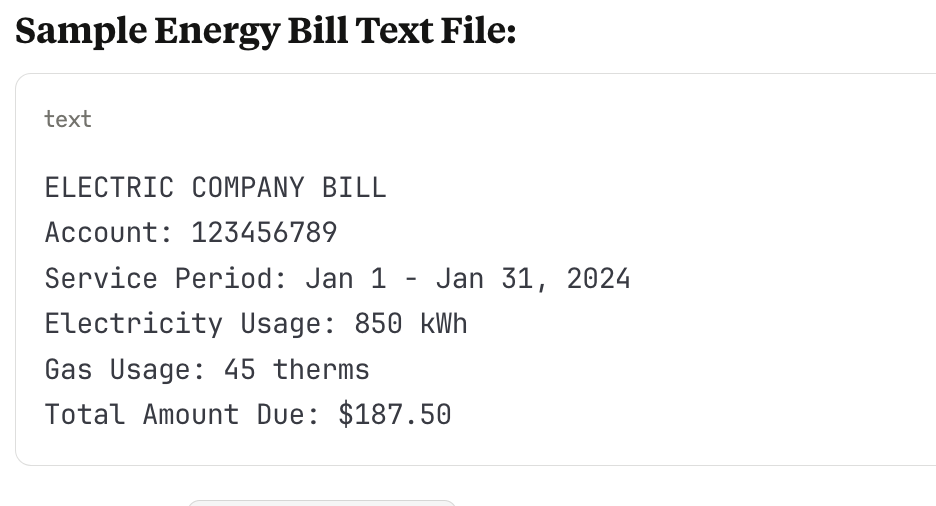 Sample Energy Bill Text File:
text
ELECTRIC COMPANY BILL
Account: 123456789
Service Period: Jan 1 - Jan 31, 2024
Electricity Usage: 850 kWh
Gas Usage: 45 therms
Total Amount Due: $187.50